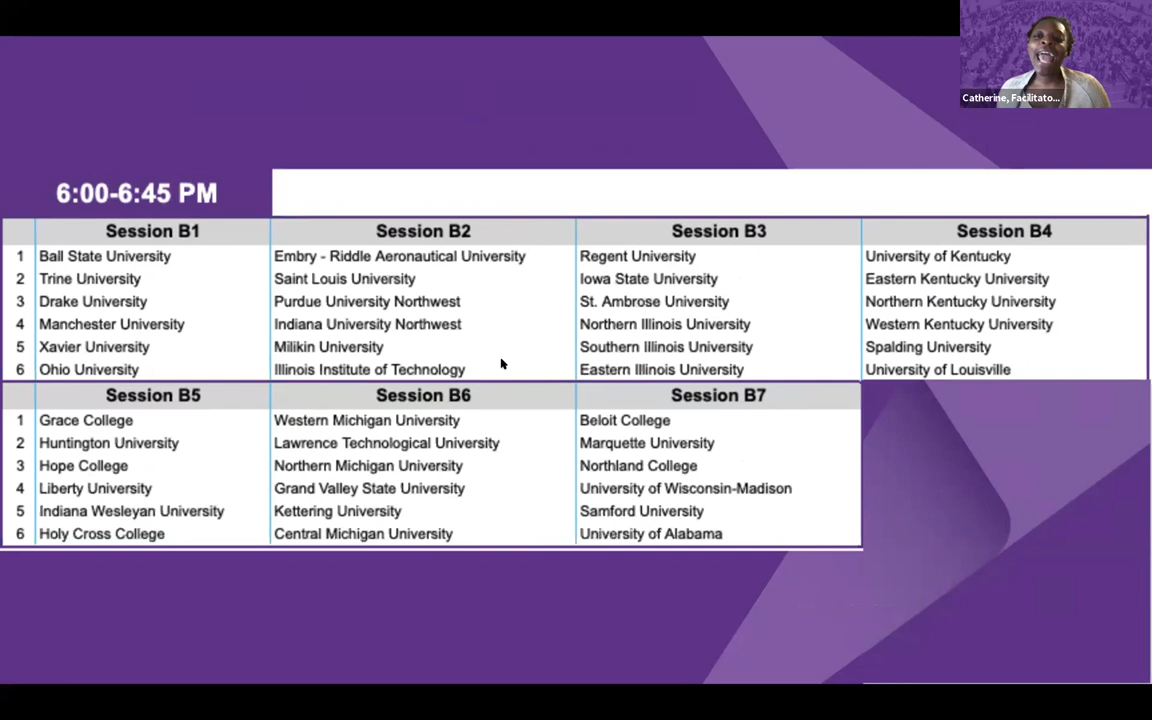 Catherine, Facilitato...
6:00-6:45 PM
Session B1 Session B2 Session B3 Session B4
1 Ball State University Embry - Riddle Aeronautical University Regent University University of Kentucky
2 Trine University Saint Louis University Iowa State University Eastern Kentucky University
3 Drake University Purdue University Northwest St. Ambrose University Northern Kentucky University
4 Manchester University Indiana University Northwest Northern Illinois University Western Kentucky University
5 Xavier University Milikin University Southern Illinois University Spalding University
6 Ohio University Illinois Institute of Technology Eastern Illinois University University of Louisville
Session B5 Session B6 Session B7
1 Grace College Western Michigan University Beloit College
2 Huntington University Lawrence Technological University Marquette University
3 Hope College Northern Michigan University Northland College
4 Liberty University Grand Valley State University University of Wisconsin-Madison
5 Indiana Wesleyan University Kettering University Samford University
6 Holy Cross College Central Michigan University University of Alabama